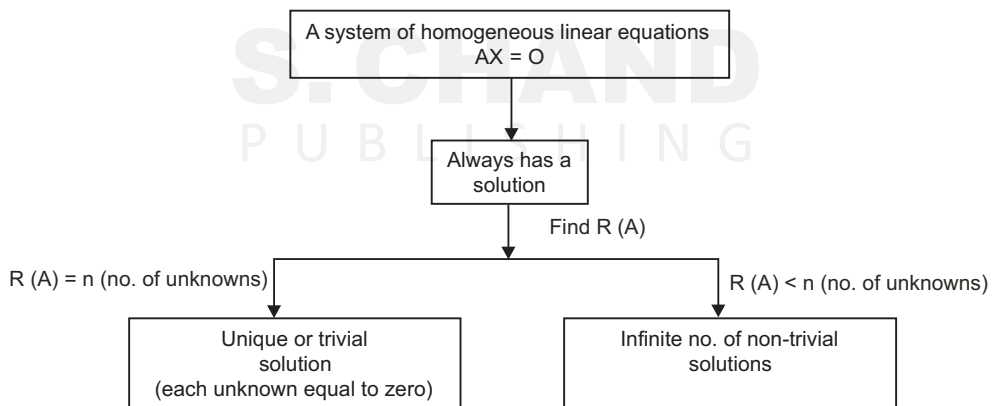 S. CHAND
PUBLISHING
A system of homogeneous linear equations
AX = O
Always has a
solution
Find R (A)
R (A) = n (no. of unknowns)
R (A) < n (no. of unknowns)
Unique or trivial
solution
(each unknown equal to zero)
Infinite no. of non-trivial
solutions